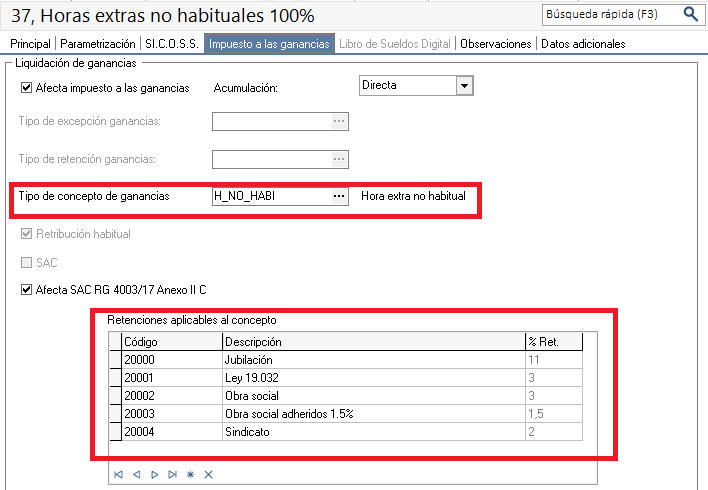 37, Horas extras no habituales 100%
Búsqueda rápida (F3)
Principal Parametrización SI.C.O.S.S. Impuesto a las ganancias Libro de Sueldos Digital Observaciones Datos adicionales
Liquidación de ganancias
Afecta impuesto a las ganancias Acumulación: Directa
Tipo de excepción ganancias: ...
Tipo de retención ganancias: ...
Tipo de concepto de ganancias H_NO_HABI ... Hora extra no habitual
Retribución habitual
SAC
Afecta SAC RG 4003/17 Anexo II C
Retenciones aplicables al concepto
Código Descripción % Ret.
20000 Jubilación 11
20001 Ley 19.032 3
20002 Obra social 3
20003 Obra social adheridos 1.5% 1,5
20004 Sindicato 2